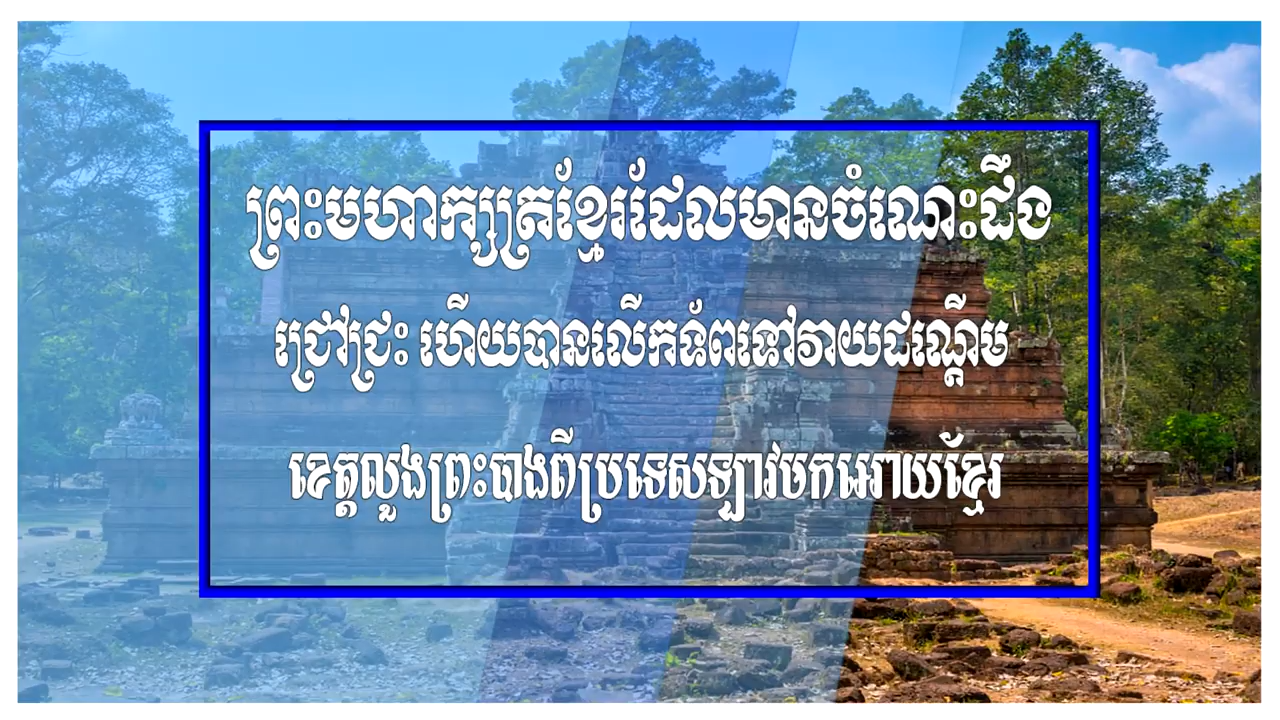 ព្រះមហាក្សត្រខ្មែរដែលមានចំណេះដឹង
ជ្រៅជ្រះ ហើយបានលើកទ័ពទៅវាយដណ្ដើម
ខេត្តលួងព្រះបាងពីប្រទេសឡាវមកអោយខ្មែរ